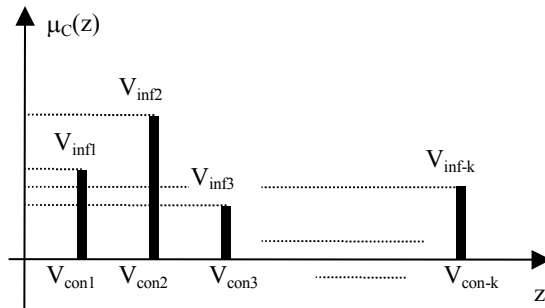 μC(z)
Vinf2
Vinf1
Vinf-k
Vinf3
Vcon1 Vcon2 Vcon3 Vcon-k
z